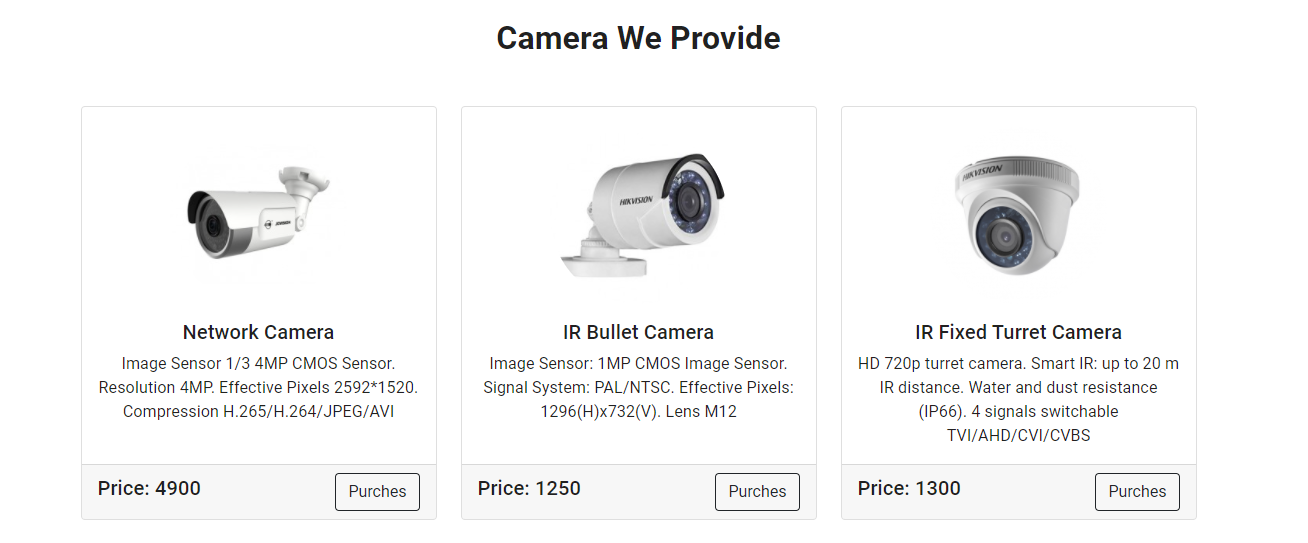 Camera We Provide
HIKVISION
HIKVISION
Network Camera
Image Sensor 1/3 4MP CMOS Sensor.
Resolution 4MP. Effective Pixels 2592*1520.
Compression H.265/H.264/JPEG/AVI
Price: 4900
Purches
IR Bullet Camera
Image Sensor: 1MP CMOS Image Sensor.
Signal System: PAL/NTSC. Effective Pixels:
1296(H)x732(V). Lens M12
Price: 1250
Purches
IR Fixed Turret Camera
HD 720p turret camera. Smart IR: up to 20 m
IR distance. Water and dust resistance
(IP66). 4 signals switchable
TVI/AHD/CVI/CVBS
Price: 1300
Purches